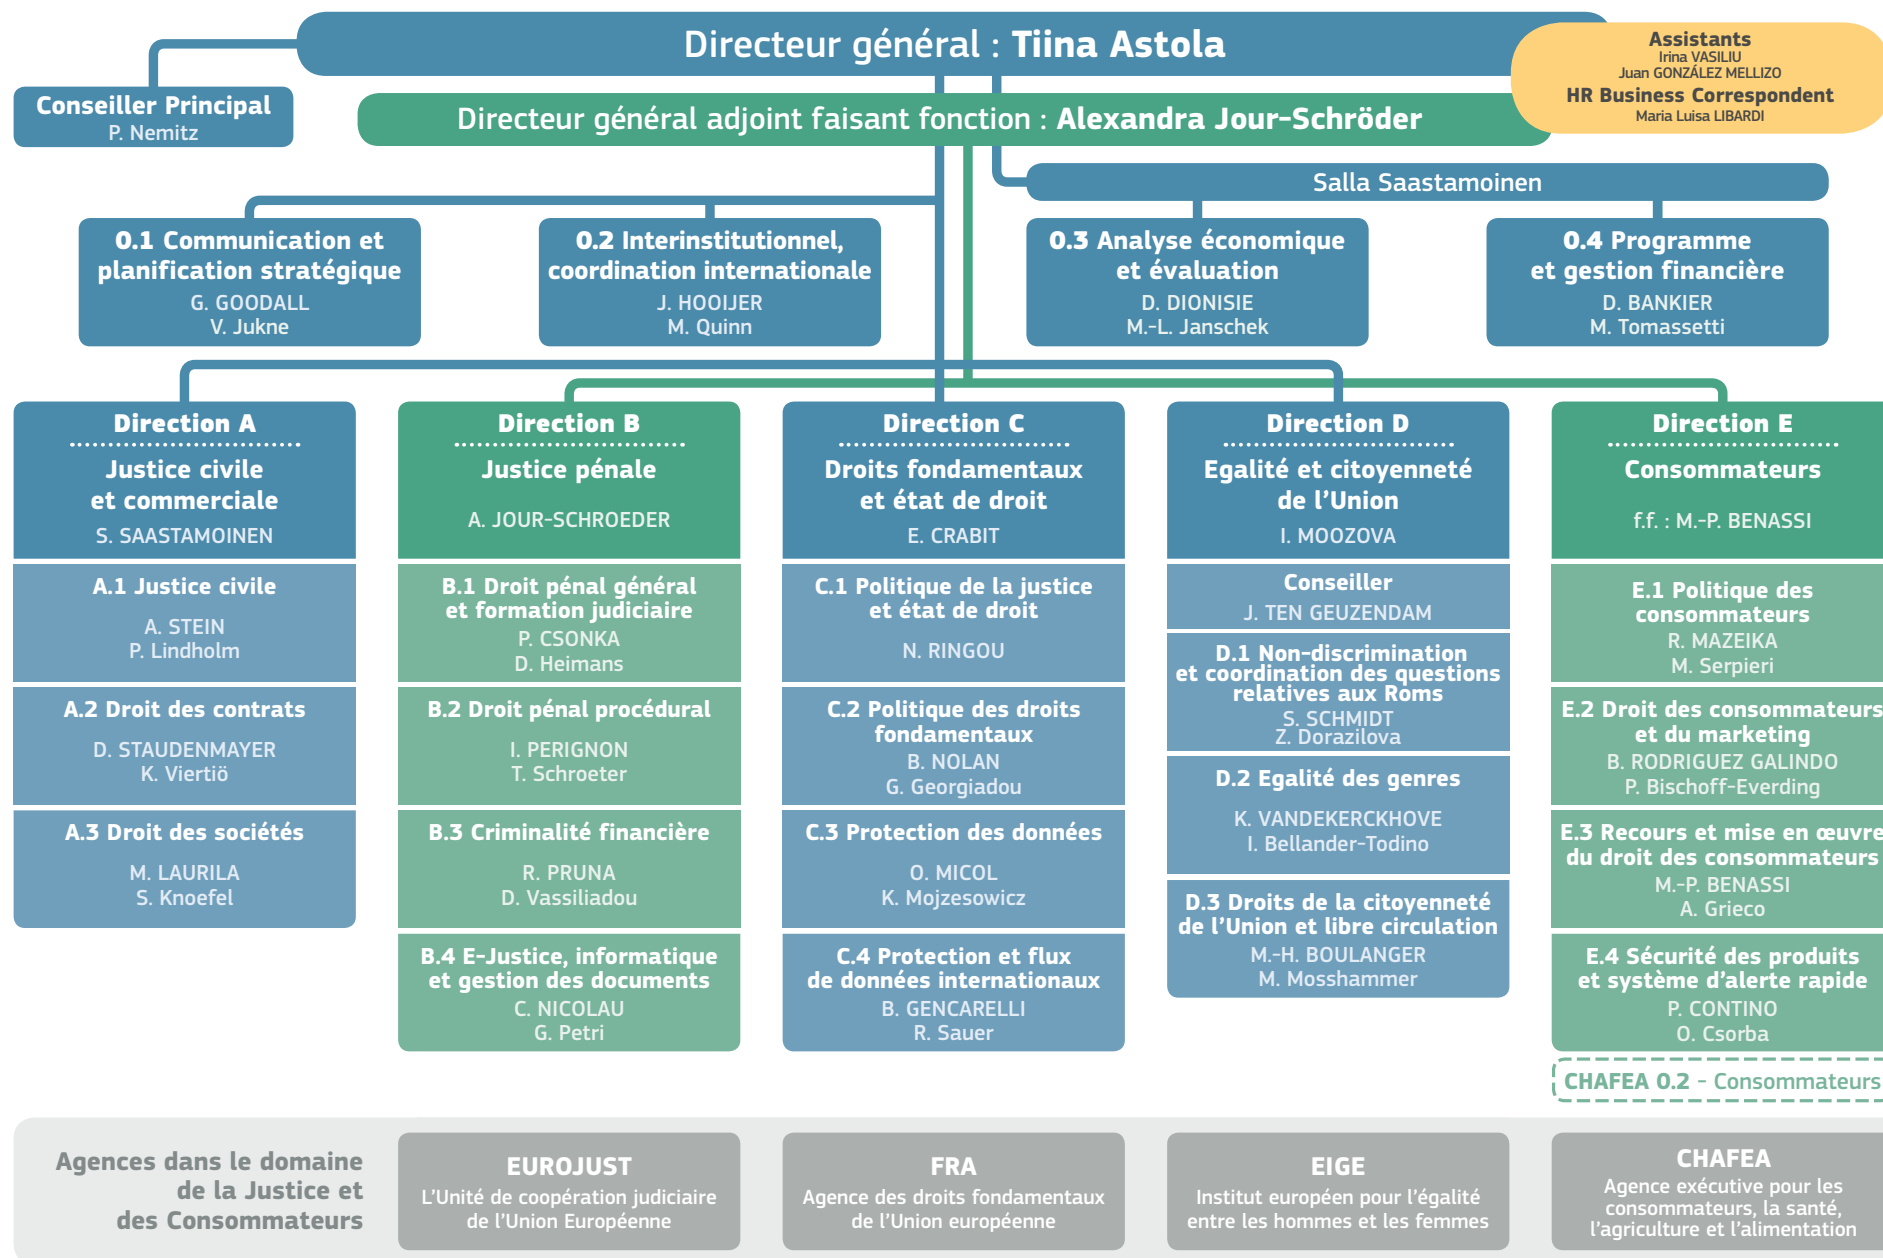 Directeur général : Tiina Astola
Assistants
Irina VASILIU
Juan GONZÁLEZ MELLIZO
HR Business Correspondent
Maria Luisa LIBARDI
Conseiller Principal
P. Nemitz
Directeur général adjoint faisant fonction : Alexandra Jour-Schröder
Salla Saastamoinen
0.1 Communication et
planification stratégique
G. GOODALL
V. Jukne
0.2 Interinstitutionnel,
coordination internationale
J. HOOIJER
M. Quinn
0.3 Analyse économique
et évaluation
D. DIONISIE
M.-L. Janschek
0.4 Programme
et gestion financière
D. BANKIER
M. Tomassetti
Direction A
Justice civile
et commerciale
S. SAASTAMOINEN
A.1 Justice civile
A. STEIN
P. Lindholm
A.2 Droit des contrats
D. STAUDENMAYER
K. Viertiö
A.3 Droit des sociétés
M. LAURILA
S. Knoefel
Direction B
Justice pénale
A. JOUR-SCHROEDER
B.1 Droit pénal général
et formation judiciaire
P. CSONKA
D. Heimans
B.2 Droit pénal procédural
I. PERIGNON
T. Schroeter
B.3 Criminalité financière
R. PRUNA
D. Vassiliadou
B.4 E-Justice, informatique
et gestion des documents
C. NICOLAU
G. Petri
Direction C
Droits fondamentaux
et état de droit
E. CRABIT
C.1 Politique de la justice
et état de droit
N. RINGOU
C.2 Politique des droits
fondamentaux
B. NOLAN
G. Georgiadou
C.3 Protection des données
O. MICOL
K. Mojzesowicz
C.4 Protection et flux
de données internationaux
B. GENCARELLI
R. Sauer
Direction D
Egalité et citoyenneté
de l'Union
I. MOOZOVA
Conseiller
J. TEN GEUZENDAM
D.1 Non-discrimination
et coordination des questions
relatives aux Roms
S. SCHMIDT
Z. Dorazilova
D.2 Egalité des genres
K. VANDEKERCKHOVE
I. Bellander-Todino
D.3 Droits de la citoyenneté
de l'Union et libre circulation
M.-H. BOULANGER
M. Mosshammer
Direction E
Consommateurs
f.f. : M.-P. BENASSI
E.1 Politique des
consommateurs
R. MAZEIKA
M. Serpieri
E.2 Droit des consommateurs
et du marketing
B. RODRIGUEZ GALINDO
P. Bischoff-Everding
E.3 Recours et mise en œuvre
du droit des consommateurs
M.-P. BENASSI
A. Grieco
E.4 Sécurité des produits
et système d'alerte rapide
P. CONTINO
O. Csorba
CHAFEA 0.2 - Consommateurs
Agences dans le domaine
de la Justice et
des Consommateurs
EUROJUST
L'Unité de coopération judiciaire
de l'Union Européenne
FRA
Agence des droits fondamentaux
de l'Union européenne
EIGE
Institut européen pour l'égalité
entre les hommes et les femmes
CHAFEA
Agence exécutive pour les
consommateurs, la santé,
l'agriculture et l'alimentation